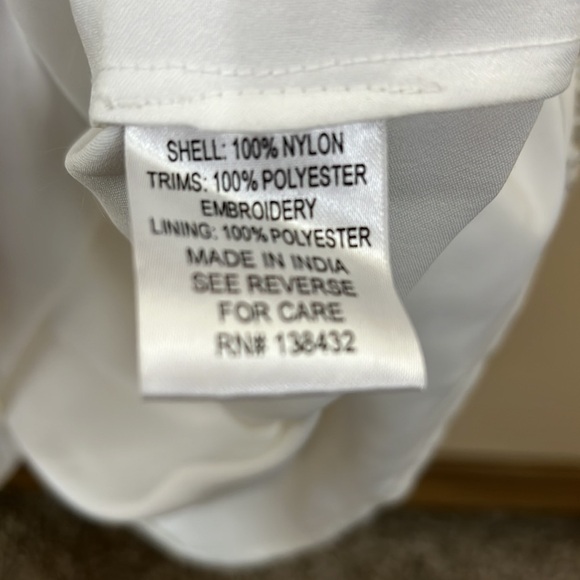 SHELL: 100% NYLON
TRIMS: 100% POLYESTER
EMBROIDERY
LINING: 100% POLYESTER
MADE IN INDIA
SEE REVERSE
FOR CARE
RN# 138432